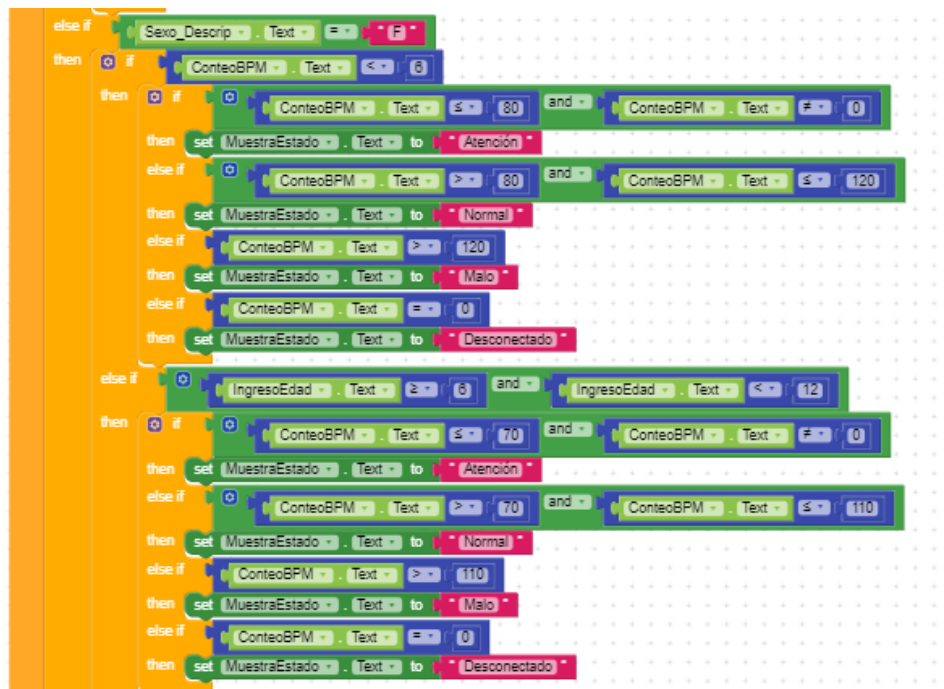 else if Sexo_Descrip . Text = " F "
then if ConteoBPM . Text < 6
then if ConteoBPM . Text ≤ 80 and ConteoBPM . Text ≠ 0
then set MuestraEstado . Text to " Atención "
else if ConteoBPM . Text > 80 and ConteoBPM . Text ≤ 120
then set MuestraEstado . Text to " Normal "
else if ConteoBPM . Text > 120
then set MuestraEstado . Text to " Malo "
else if ConteoBPM . Text = 0
then set MuestraEstado . Text to " Desconectado "
else if IngresoEdad . Text ≥ 6 and IngresoEdad . Text < 12
then if ConteoBPM . Text ≤ 70 and ConteoBPM . Text ≠ 0
then set MuestraEstado . Text to " Atención "
else if ConteoBPM . Text > 70 and ConteoBPM . Text ≤ 110
then set MuestraEstado . Text to " Normal "
else if ConteoBPM . Text > 110
then set MuestraEstado . Text to " Malo "
else if ConteoBPM . Text = 0
then set MuestraEstado . Text to " Desconectado "